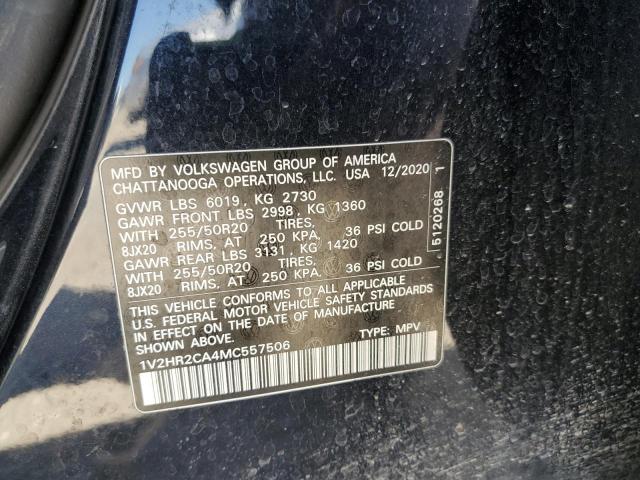 MFD BY VOLKSWAGEN GROUP OF AMERICA
CHATTANOOGA OPERATIONS, LLC. USA 12/2020
GVWR LBS 6019, KG 2730
GAWR FRONT LBS 2998, KG 1360
WITH 255/50R20 TIRES.
8JX20 RIMS, AT 250 KPA, 36 PSI COLD
GAWR REAR LBS 3131, KG 1420
WITH 255/50R20 TIRES.
8JX20 RIMS, AT 250 KPA, 36 PSI COLD
THIS VEHICLE CONFORMS TO ALL APPLICABLE
U.S. FEDERAL MOTOR VEHICLE SAFETY STANDARDS
IN EFFECT ON THE DATE OF MANUFACTURE
SHOWN ABOVE.
1V2HR2CA4MC557506 TYPE: MPV
5120268 1